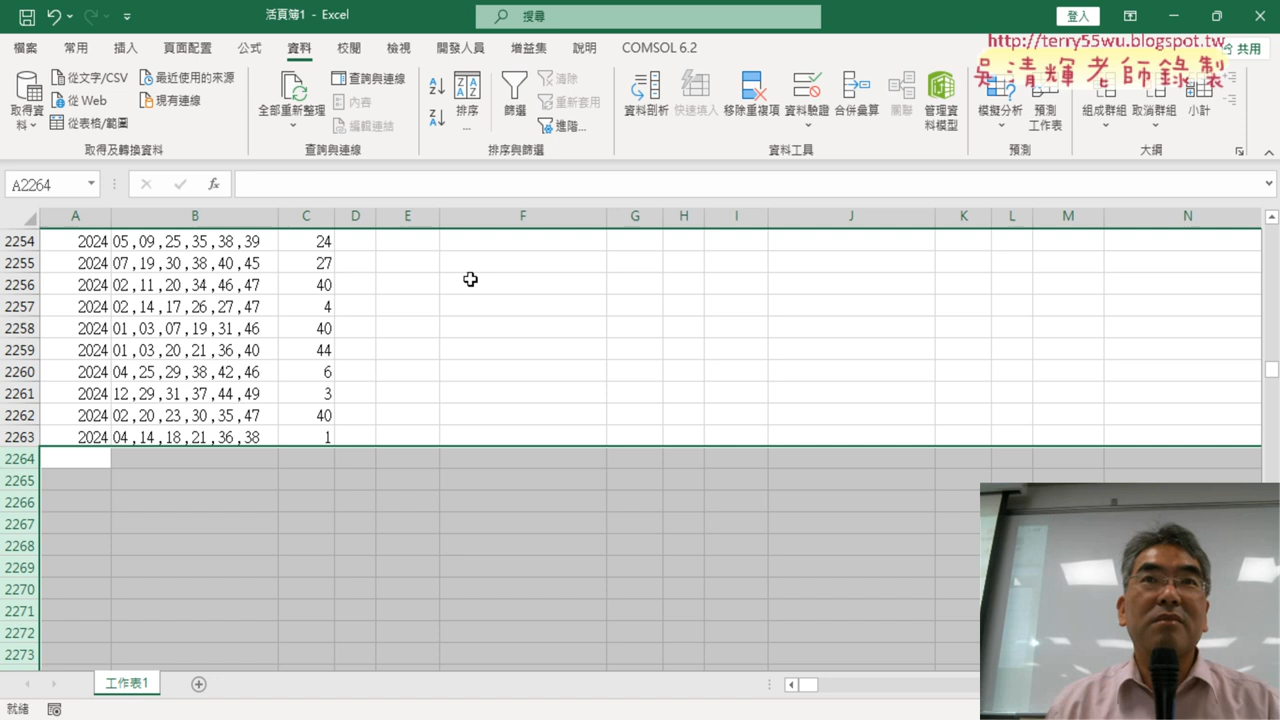 活頁簿1 - Excel
搜尋
登入
檔案 常用 插入 頁面配置 公式 資料 校閱 檢視 開發人員 增益集 說明 COMSOL 6.2
共用
http://terry55wu.blogspot.tw
吳清輝老師錄製
取得資料
從文字/CSV
從 Web
從表格/範圍
最近使用的來源
現有連線
取得及轉換資料
全部重新整理
查詢與連線
內容
編輯連結
查詢與連線
排序...
篩選
清除
重新套用
進階...
排序與篩選
資料剖析
快速填入
移除重複項
資料驗證
合併彙算
關聯
管理資料模型
資料工具
模擬分析
預測工作表
預測
組成群組
取消群組
小計
大綱
A2264
fx
A B C D E F G H I J K L M N
2254 2024 05,09,25,35,38,39 24
2255 2024 07,19,30,38,40,45 27
2256 2024 02,11,20,34,46,47 40
2257 2024 02,14,17,26,27,47 4
2258 2024 01,03,07,19,31,46 40
2259 2024 01,03,20,21,36,40 44
2260 2024 04,25,29,38,42,46 6
2261 2024 12,29,31,37,44,49 3
2262 2024 02,20,23,30,35,47 40
2263 2024 04,14,18,21,36,38 1
2264
2265
2266
2267
2268
2269
2270
2271
2272
2273
工作表1
就緒